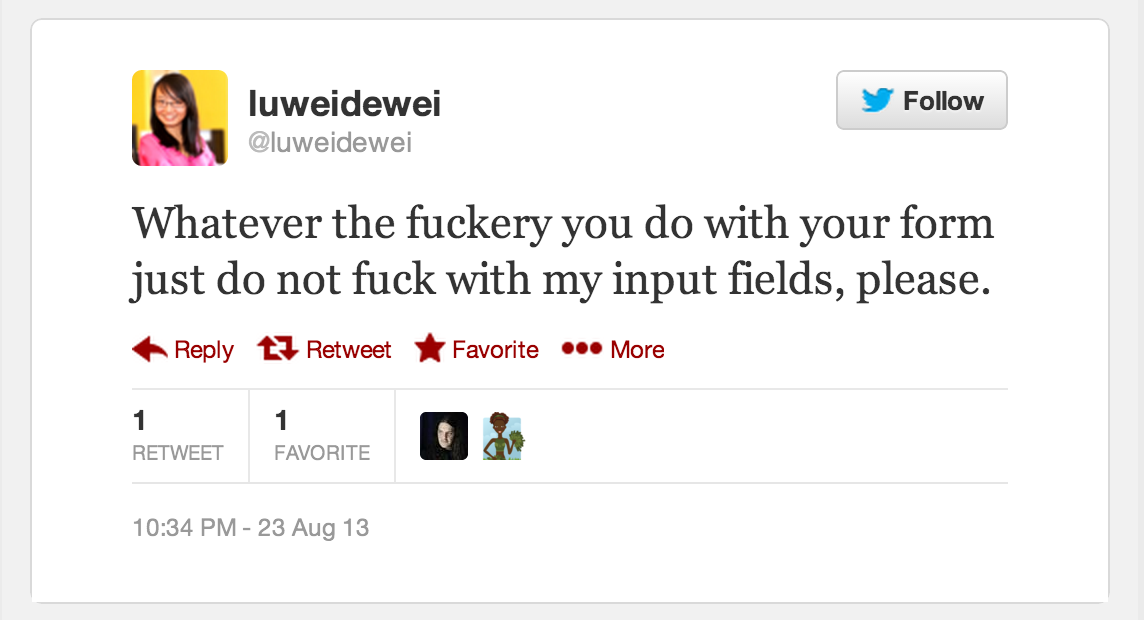 luweidewei
@luweidewei
Follow
Whatever the fuckery you do with your form
just do not fuck with my input fields, please.
Reply Retweet Favorite More
1 1
RETWEET FAVORITE
10:34 PM - 23 Aug 13